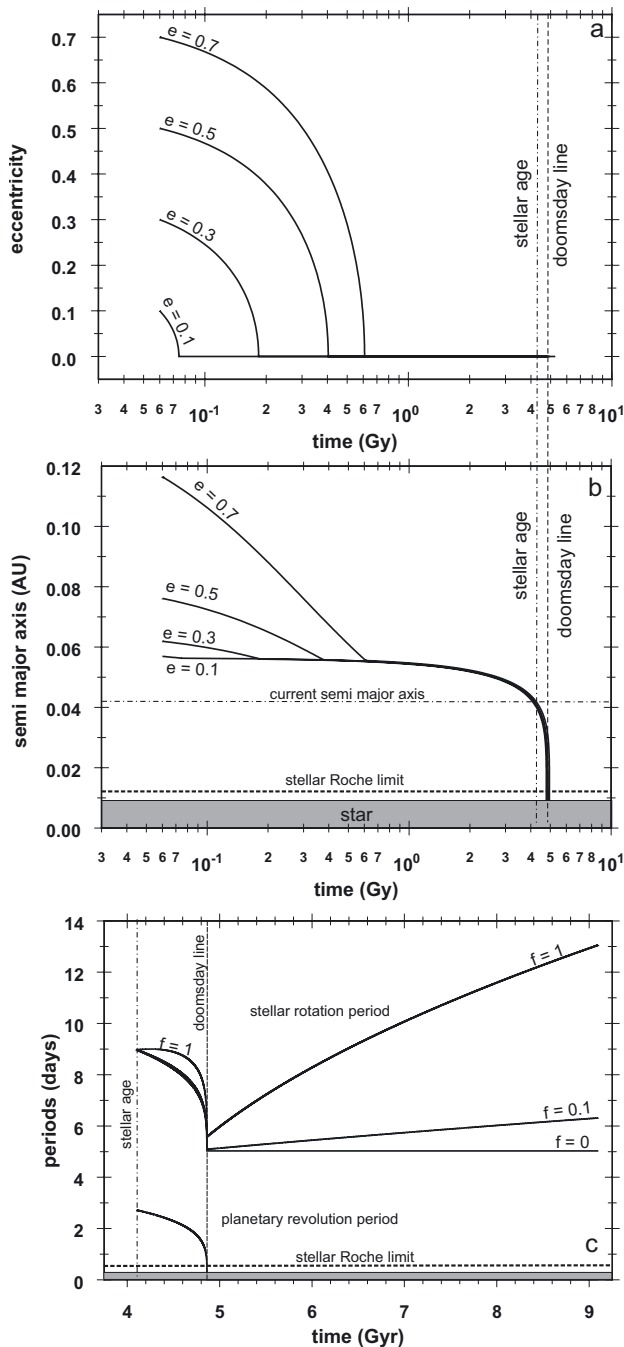 a
0.7
0.6
0.5
0.4
0.3
0.2
0.1
0.0
eccentricity
e = 0.7
e = 0.5
e = 0.3
e = 0.1
stellar age
doomsday line
3 4 5 6 7 10-1 2 3 4 5 6 7 10^0 2 3 4 5 6 7 8 10^1
time (Gy)
b
0.12
0.10
0.08
0.06
0.04
0.02
0.00
semi major axis (AU)
e = 0.7
e = 0.5
e = 0.3
e = 0.1
current semi major axis
stellar Roche limit
star
stellar age
doomsday line
3 4 5 6 7 10-1 2 3 4 5 6 7 10^0 2 3 4 5 6 7 8 10^1
time (Gy)
14
12
10
8
6
4
2
0
periods (days)
stellar age
doomsday line
f = 1
stellar rotation period
f = 1
f = 0.1
f = 0
planetary revolution period
stellar Roche limit
c
4 5 6 7 8 9
time (Gyr)